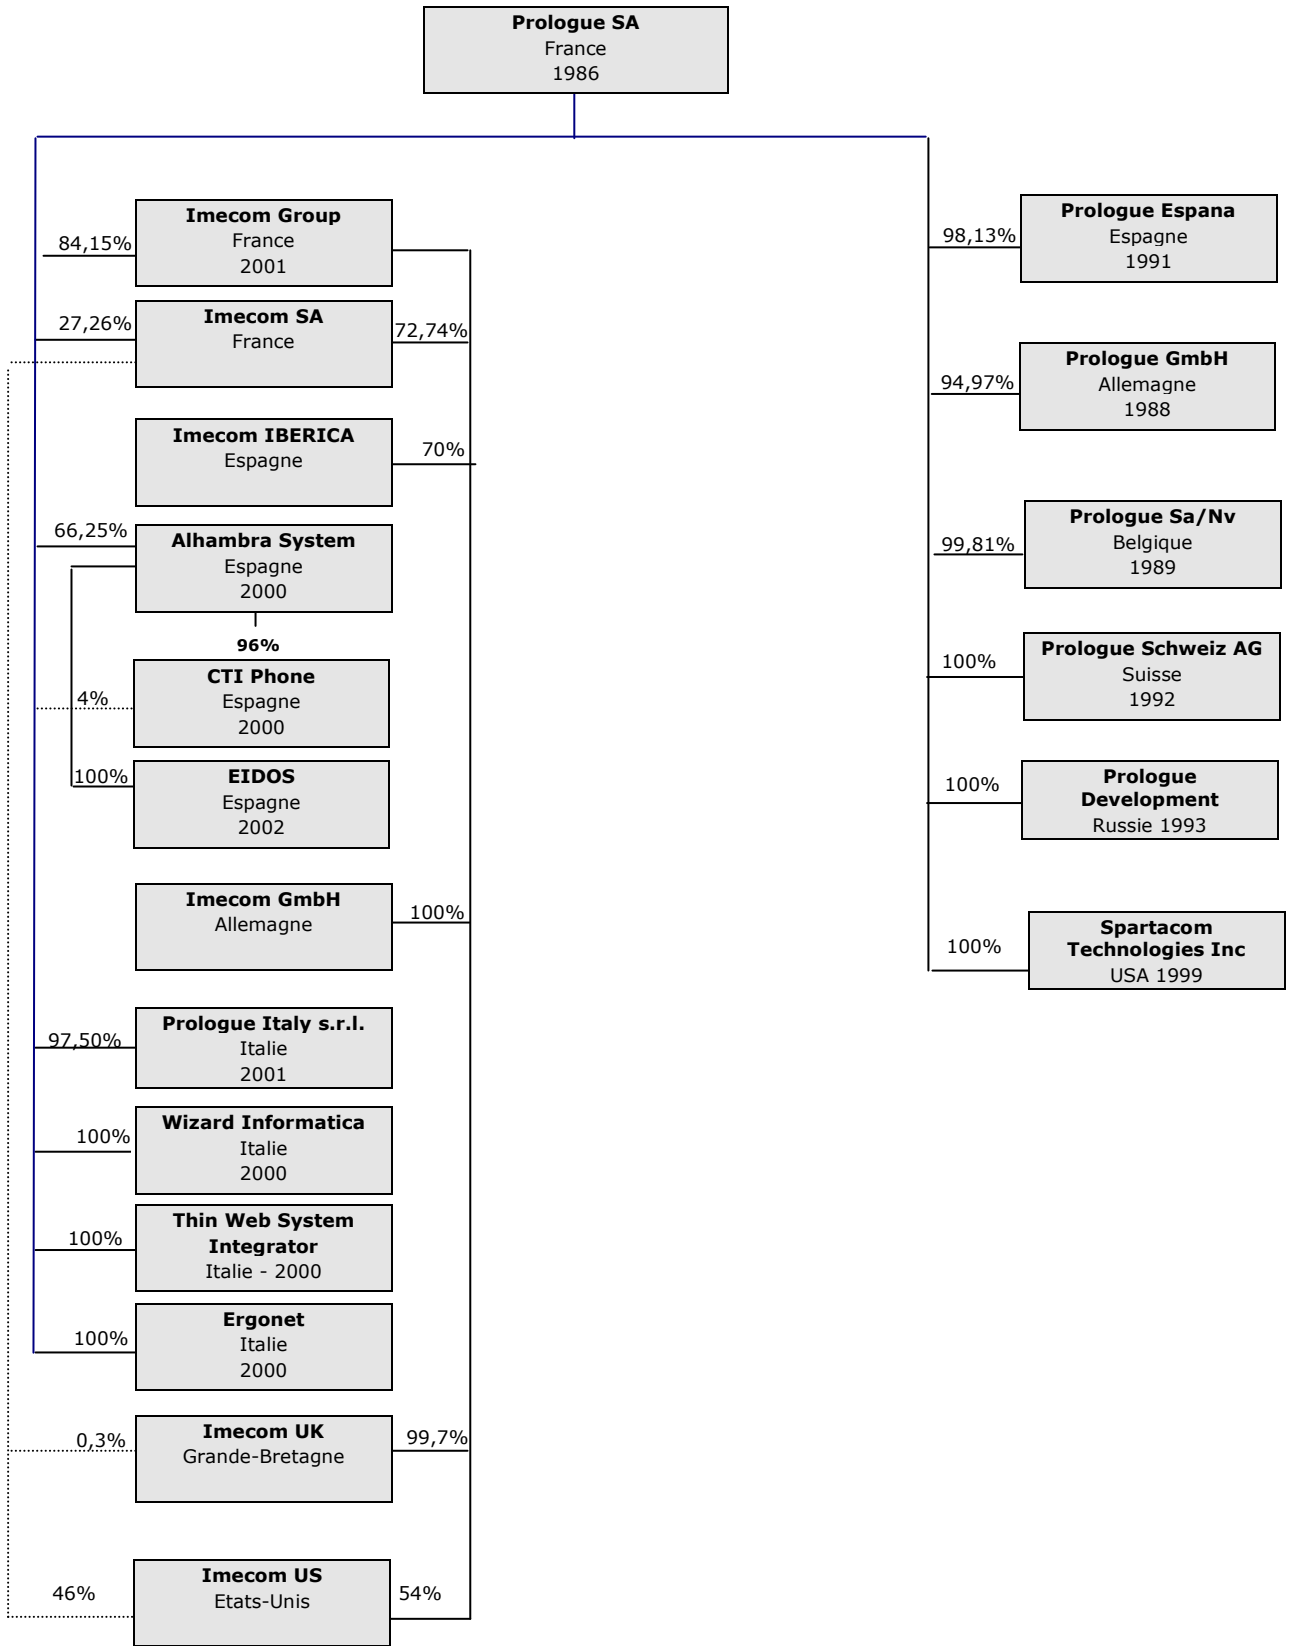 Prologue SA
France
1986
84,15%
Imecom Group
France
2001
27,26%
Imecom SA
France
72,74%
Imecom IBERICA
Espagne
70%
66,25%
Alhambra System
Espagne
2000
96%
4%
CTI Phone
Espagne
2000
100%
EIDOS
Espagne
2002
Imecom GmbH
Allemagne
100%
97,50%
Prologue Italy s.r.l.
Italie
2001
100%
Wizard Informatica
Italie
2000
100%
Thin Web System
Integrator
Italie - 2000
100%
Ergonet
Italie
2000
0,3%
Imecom UK
Grande-Bretagne
99,7%
46%
Imecom US
Etats-Unis
54%
98,13%
Prologue Espana
Espagne
1991
94,97%
Prologue GmbH
Allemagne
1988
99,81%
Prologue Sa/Nv
Belgique
1989
100%
Prologue Schweiz AG
Suisse
1992
100%
Prologue
Development
Russie 1993
100%
Spartacom
Technologies Inc
USA 1999